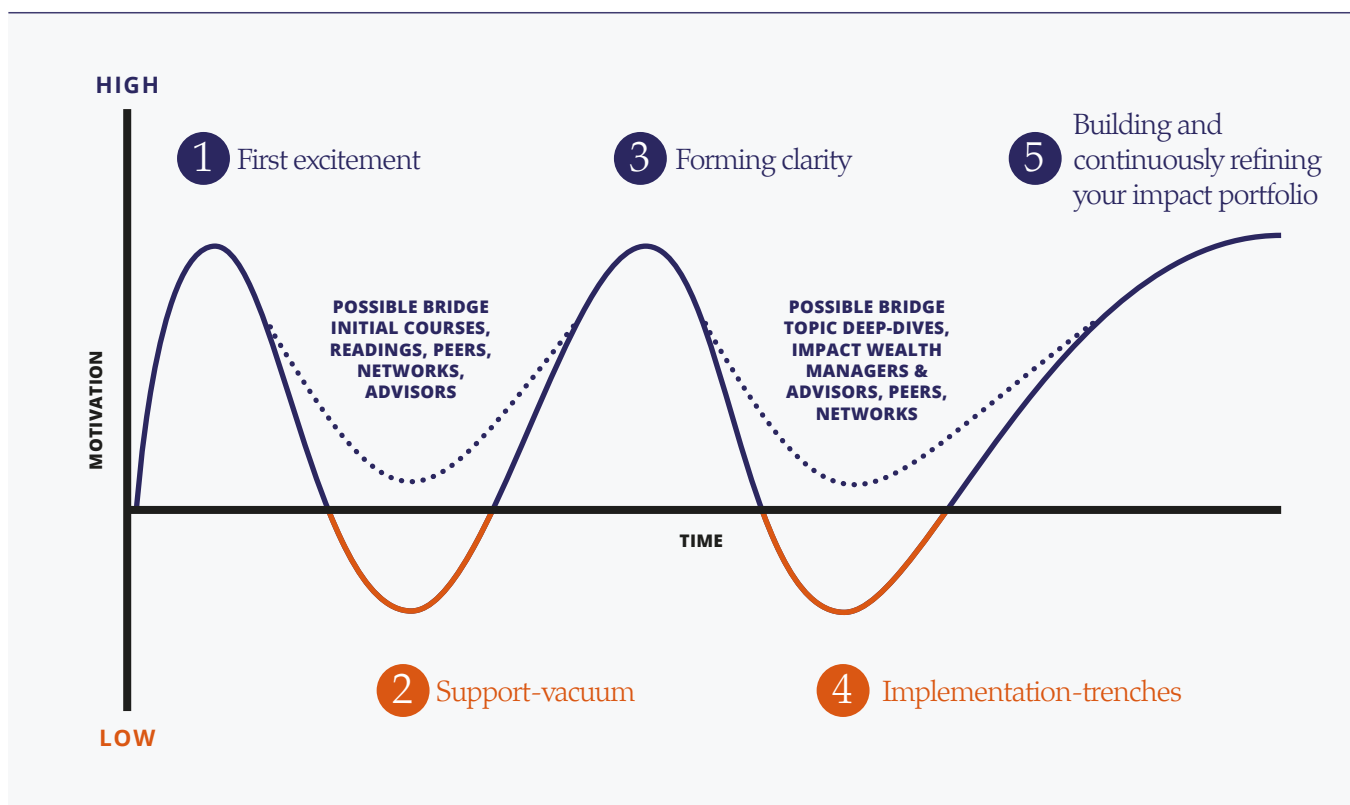 HIGH
1 First excitement
3 Forming clarity
5 Building and
continuously refining
your impact portfolio
POSSIBLE BRIDGE
INITIAL COURSES,
READINGS, PEERS,
NETWORKS,
ADVISORS
POSSIBLE BRIDGE
TOPIC DEEP-DIVES,
IMPACT WEALTH
MANAGERS &
ADVISORS, PEERS,
NETWORKS
MOTIVATION
TIME
2 Support-vacuum
4 Implementation-trenches
LOW